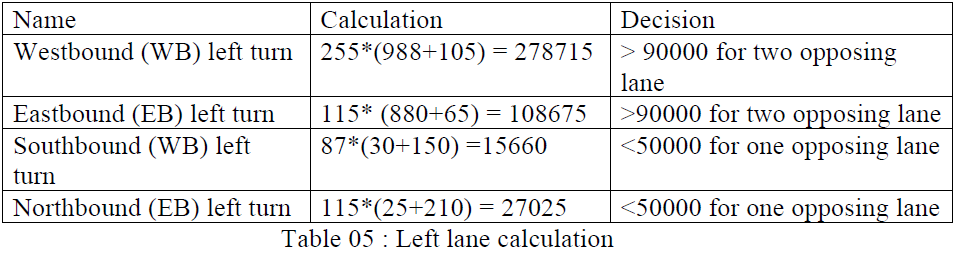 Name Calculation Decision
Westbound (WB) left turn 255*(988+105) = 278715 > 90000 for two opposing
lane
Eastbound (EB) left turn 115* (880+65) = 108675 >90000 for two opposing lane
Southbound (WB) left 87*(30+150) =15660 <50000 for one opposing lane
turn
Northbound (EB) left turn 115*(25+210) = 27025 <50000 for one opposing lane
Table 05 : Left lane calculation